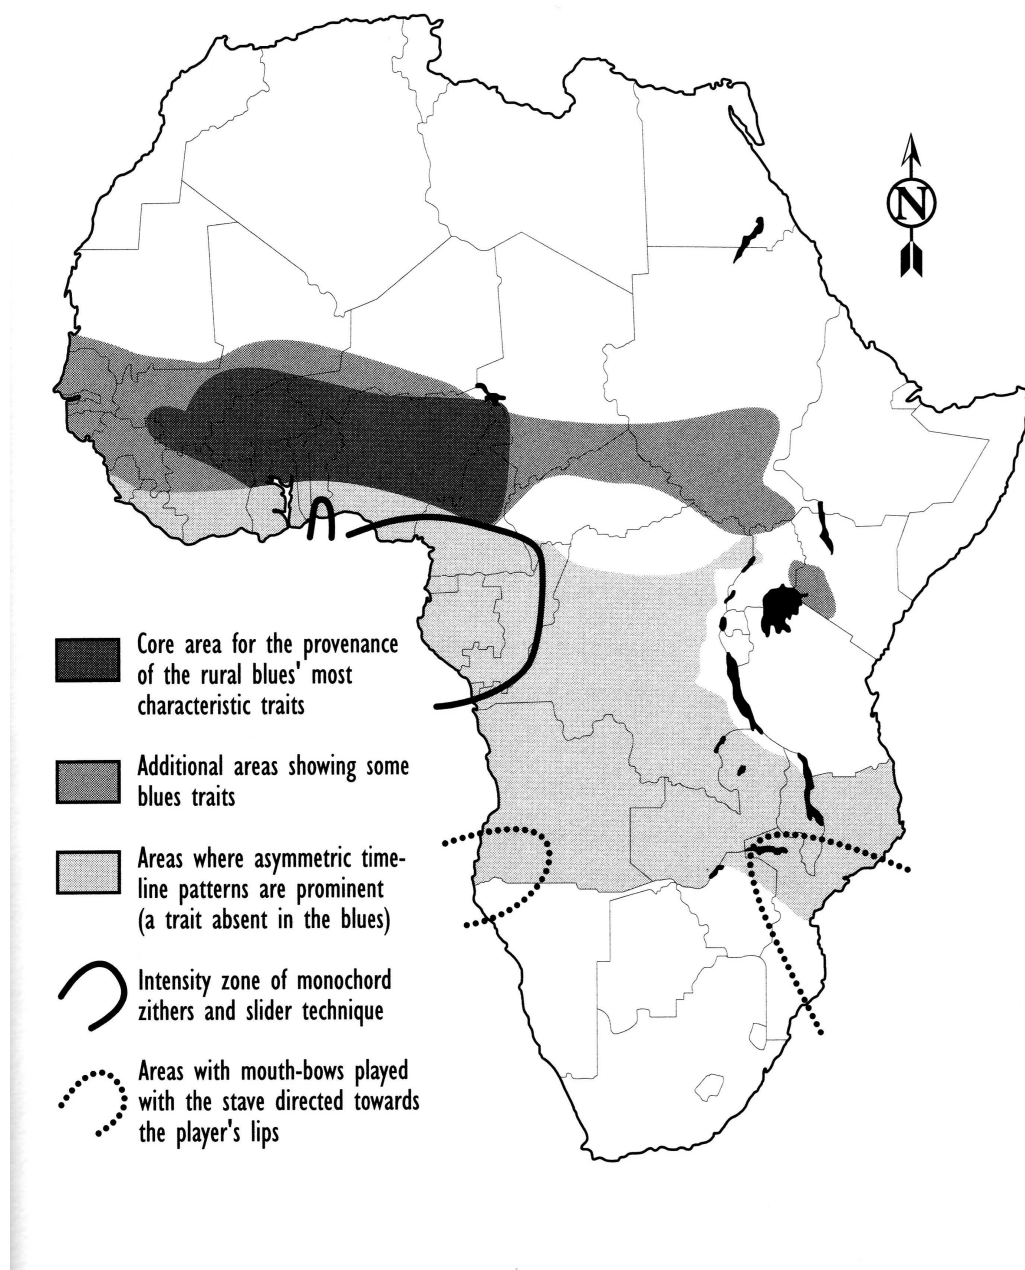 N
Core area for the provenance
of the rural blues' most
characteristic traits
Additional areas showing some
blues traits
Areas where asymmetric time-
line patterns are prominent
(a trait absent in the blues)
Intensity zone of monochord
zithers and slider technique
Areas with mouth-bows played
with the stave directed towards
the player's lips